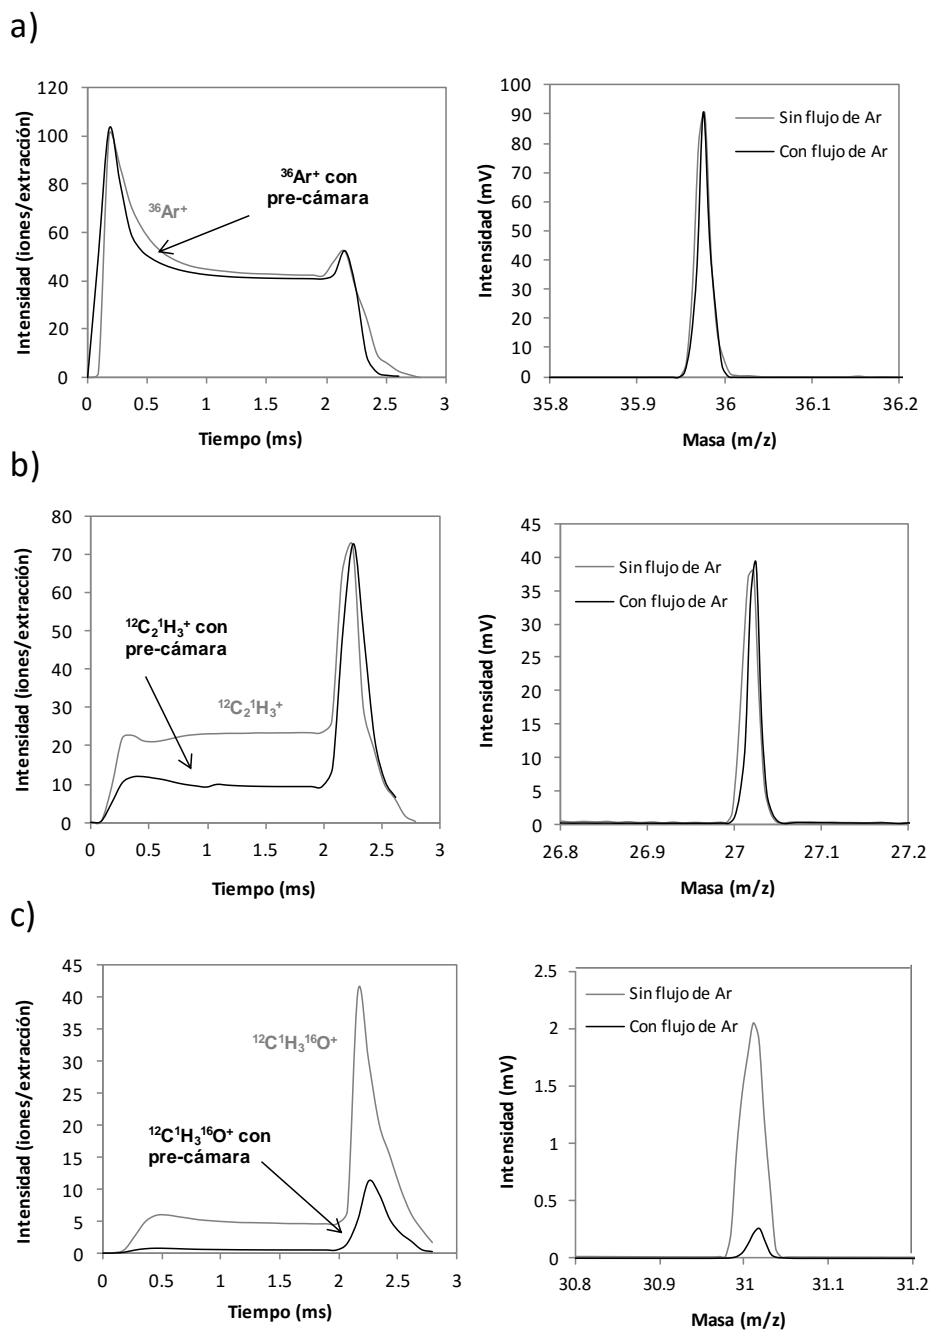 a)
Intensidad (iones/extracción)
120
100
80
60
40
20
0
³⁶Ar⁺
³⁶Ar⁺ con
pre-cámara
0 0.5 1 1.5 2 2.5 3
Tiempo (ms)
Intensidad (mV)
100
90
80
70
60
50
40
30
20
10
0
Sin flujo de Ar
Con flujo de Ar
35.8 35.9 36 36.1 36.2
Masa (m/z)
b)
Intensidad (iones/extracción)
80
70
60
50
40
30
20
10
0
¹²C₂¹H₃⁺ con
pre-cámara
¹²C₂¹H₃⁺
0 0.5 1 1.5 2 2.5 3
Tiempo (ms)
Intensidad (mV)
45
40
35
30
25
20
15
10
5
0
Sin flujo de Ar
Con flujo de Ar
26.8 26.9 27 27.1 27.2
Masa (m/z)
c)
Intensidad (iones/extracción)
45
40
35
30
25
20
15
10
5
0
¹²C¹H₃¹⁶O⁺
¹²C¹H₃¹⁶O⁺ con
pre-cámara
0 0.5 1 1.5 2 2.5 3
Tiempo (ms)
Intensidad (mV)
2.5
2
1.5
1
0.5
0
Sin flujo de Ar
Con flujo de Ar
30.8 30.9 31 31.1 31.2
Masa (m/z)